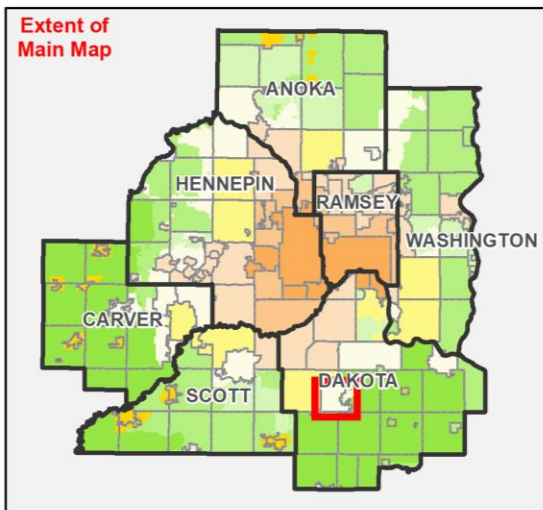 Extent of
Main Map
ANOKA
HENNEPIN
RAMSEY
WASHINGTON
CARVER
DAKOTA
SCOTT